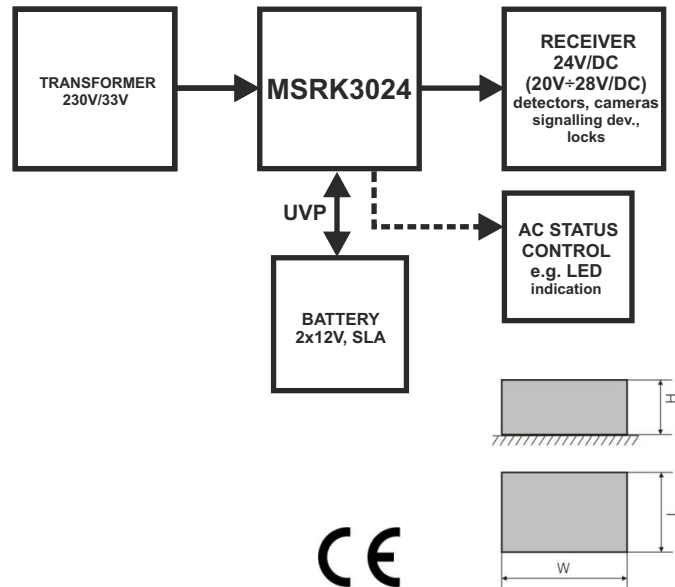 TRANSFORMER
230V/33V
MSRK3024
RECEIVER
24V/DC
(20V÷28V/DC)
detectors, cameras
signalling dev.,
locks
UVP
BATTERY
2x12V, SLA
AC STATUS
CONTROL
e.g. LED
indication
H
L
W
CE